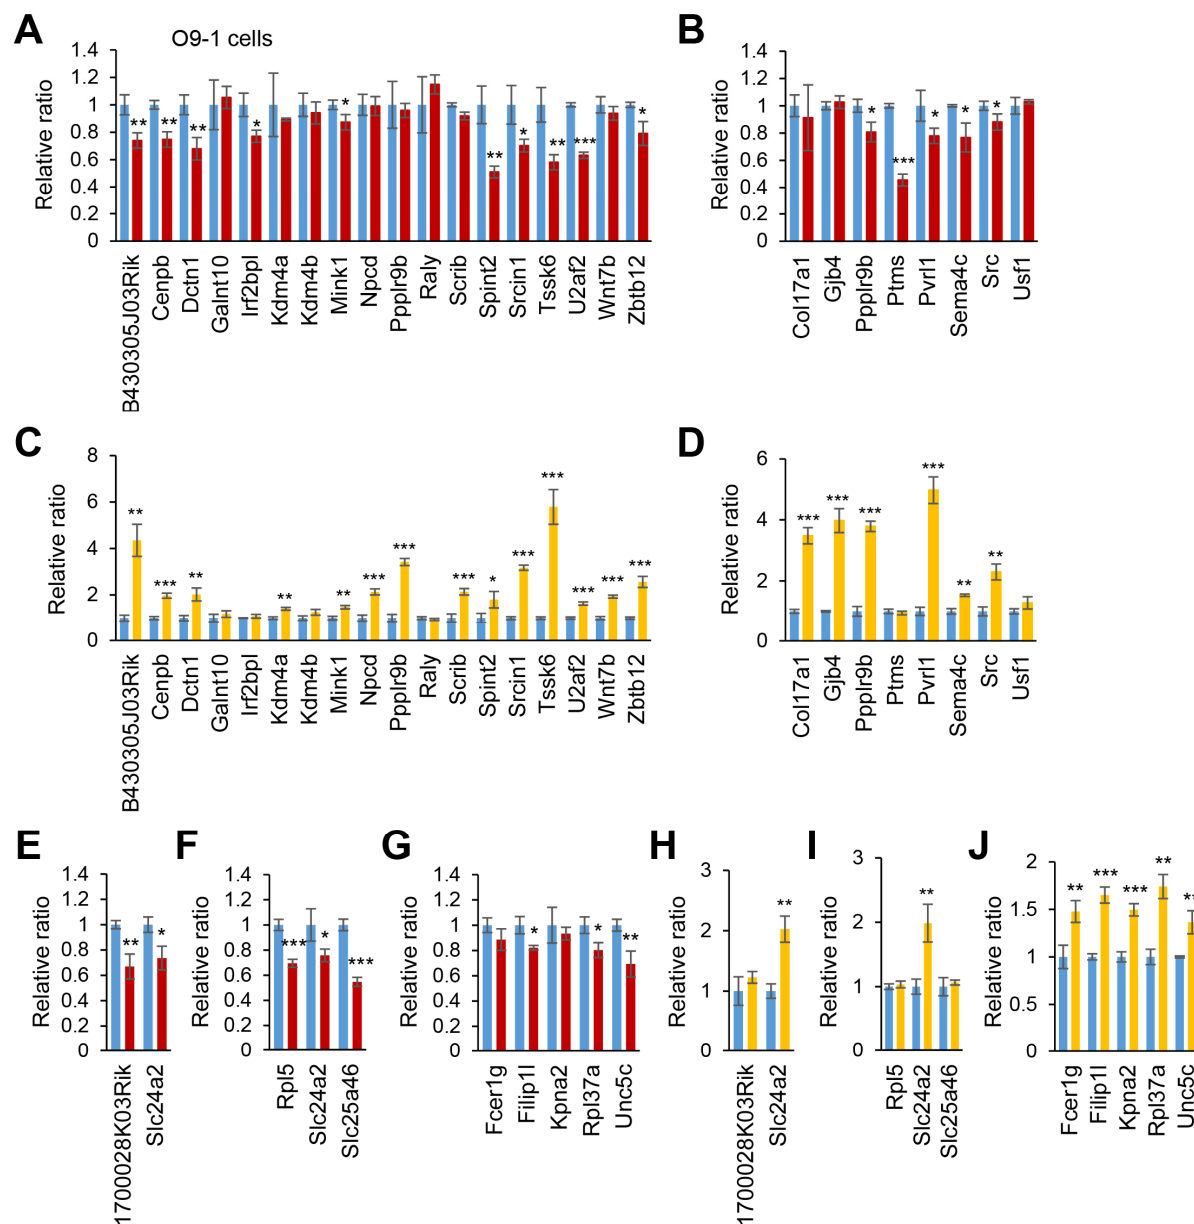 A
O9-1 cells
Relative ratio
1.4
1.2
1
0.8
0.6
0.4
0.2
0
** ** ** * * ** * ** *** *
B430305J03Rik
Cenpb
Dctn1
Galnt10
Irf2bpl
Kdm4a
Kdm4b
Mink1
Npcd
Ppplr9b
Raly
Scrib
Spint2
Srcin1
Tssk6
U2af2
Wnt7b
Zbtb12
B
Relative ratio
1.4
1.2
1
0.8
0.6
0.4
0.2
0
* *** * * *
Col17a1
Gjb4
Ppplr9b
Ptms
Pvrl1
Sema4c
Src
Usf1
C
Relative ratio
8
6
4
2
0
** *** ** ** ** *** *** *** * *** *** *** *** ***
B430305J03Rik
Cenpb
Dctn1
Galnt10
Irf2bpl
Kdm4a
Kdm4b
Mink1
Npcd
Ppplr9b
Raly
Scrib
Spint2
Srcin1
Tssk6
U2af2
Wnt7b
Zbtb12
D
Relative ratio
6
4
2
0
*** *** *** *** ** **
Col17a1
Gjb4
Ppplr9b
Ptms
Pvrl1
Sema4c
Src
Usf1
E
Relative ratio
1.4
1.2
1
0.8
0.6
0.4
0.2
0
** *
1700028K03Rik
Slc24a2
F
Relative ratio
1.4
1.2
1
0.8
0.6
0.4
0.2
0
*** * ***
Rpl5
Slc24a2
Slc25a46
G
Relative ratio
1.4
1.2
1
0.8
0.6
0.4
0.2
0
* * **
Fcer1g
Filip1l
Kpna2
Rpl37a
Unc5c
H
Relative ratio
3
2
1
0
**
1700028K03Rik
Slc24a2
I
Relative ratio
3
2
1
0
**
Rpl5
Slc24a2
Slc25a46
J
Relative ratio
2
1.5
1
0.5
0
** *** *** ** **
Fcer1g
Filip1l
Kpna2
Rpl37a
Unc5c